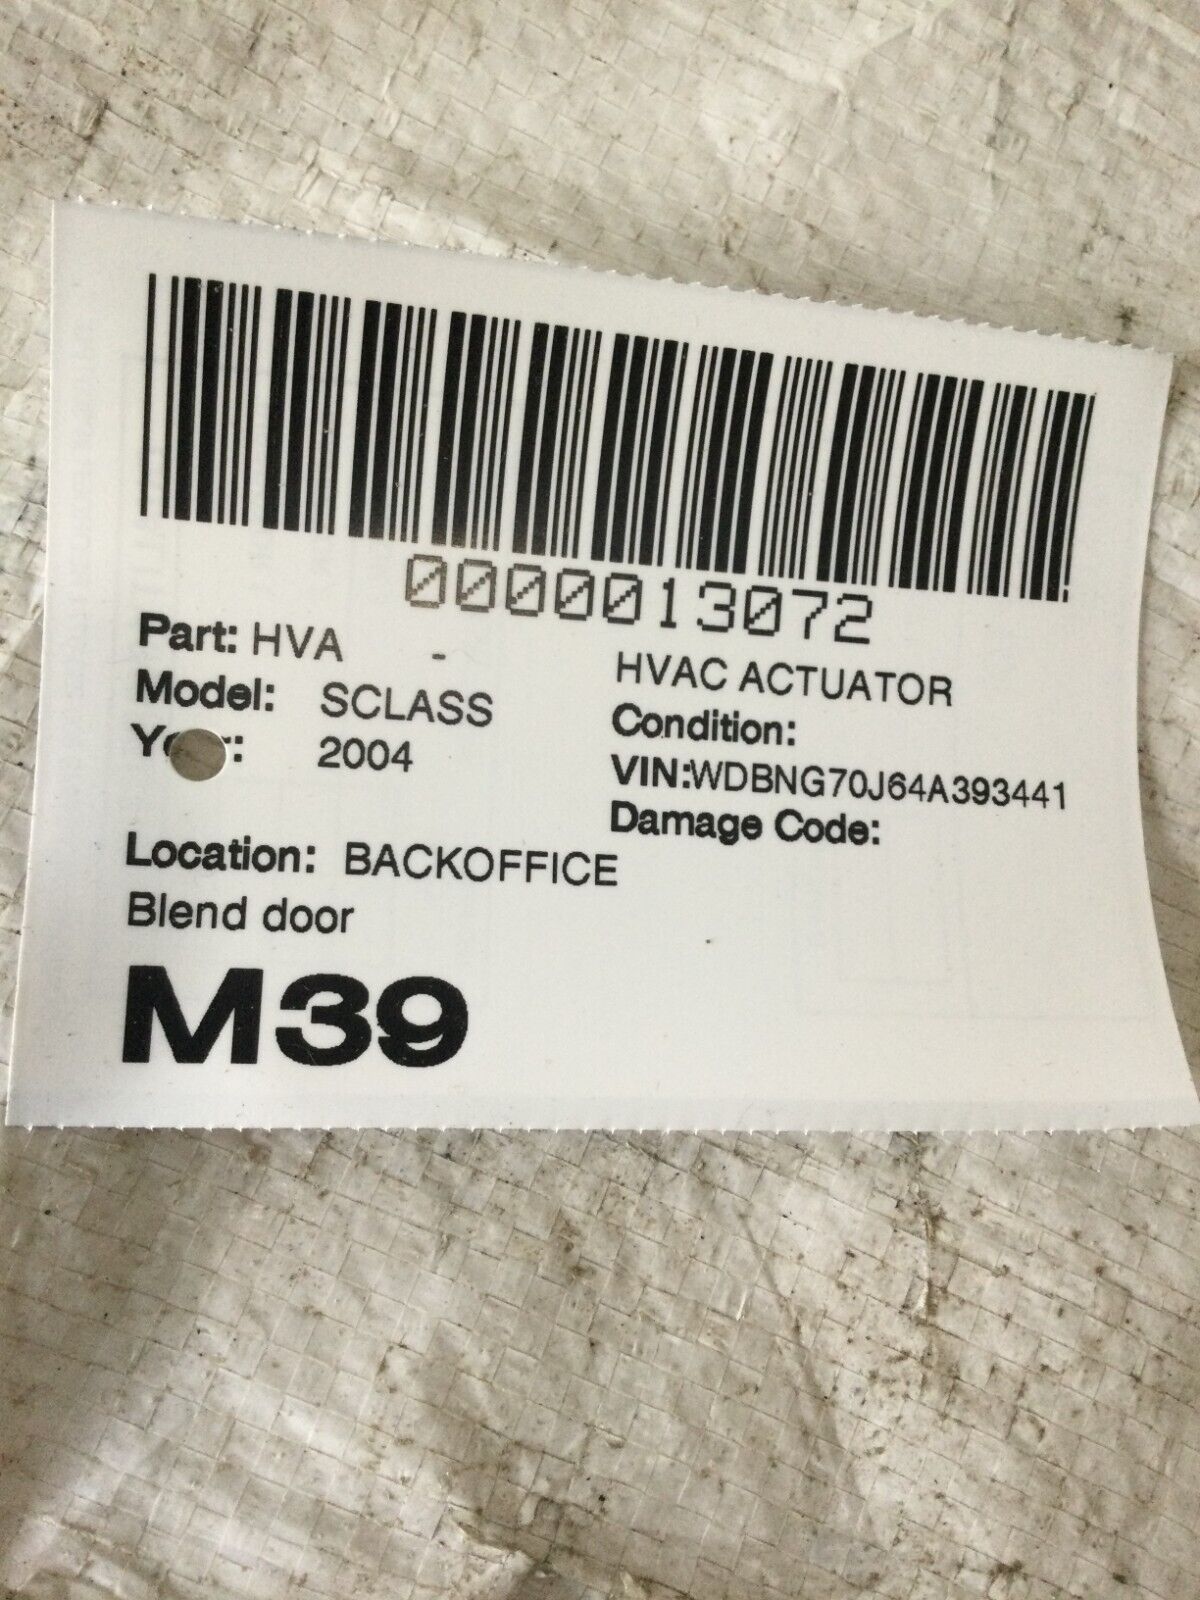 0000013072
Part: HVA - HVAC ACTUATOR
Model: SCLASS Condition:
2004 VIN:WDBNG70J64A393441
Damage Code:
Location: BACKOFFICE
Blend door
M39